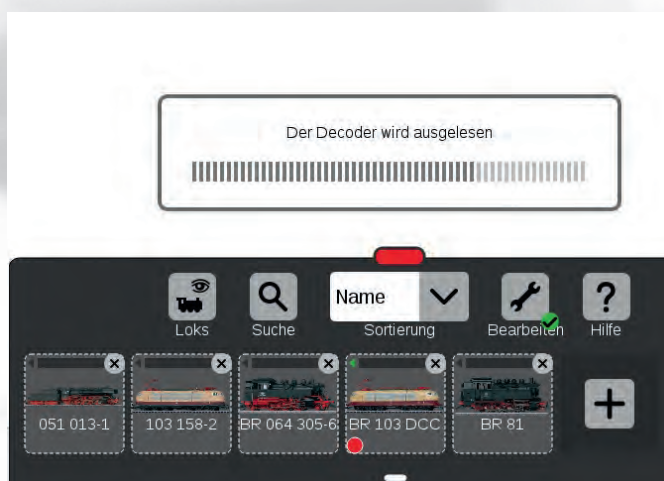 Der Decoder wird ausgelesen
Name
Loks
Suche
Sortierung
Bearbeiten
Hilfe
051 013-1
103 158-2
BR 064 305-6
BR 103 DCC
BR 81